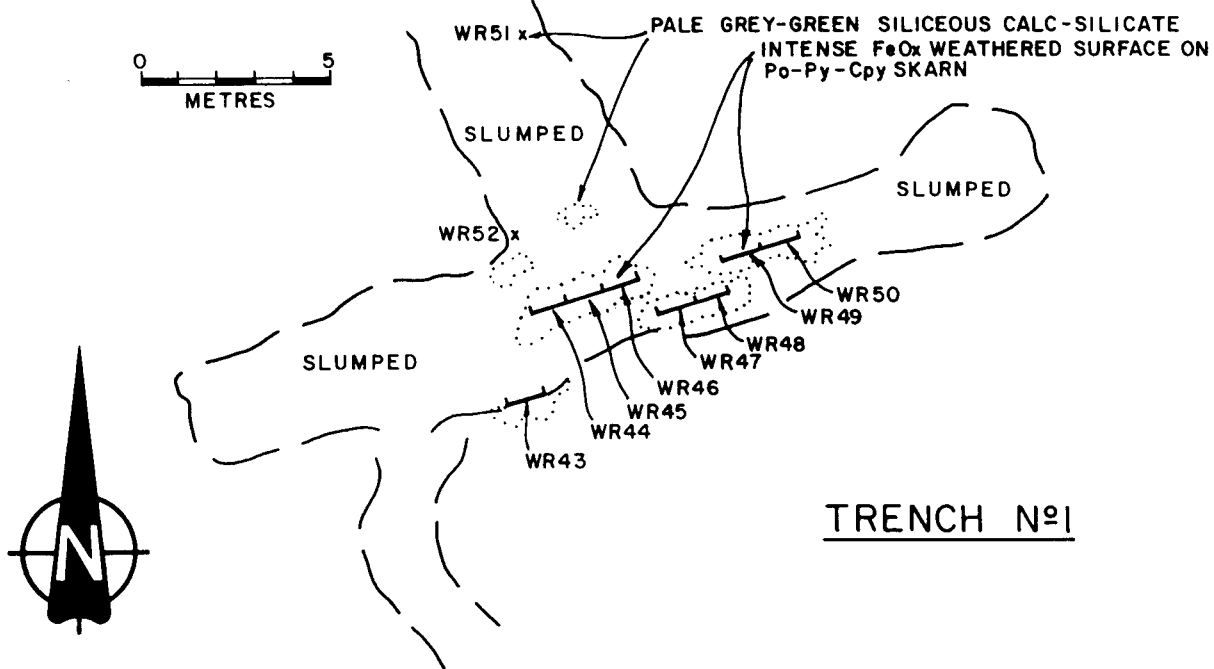 WR51 x
PALE GREY-GREEN SILICEOUS CALC-SILICATE
INTENSE FeOx WEATHERED SURFACE ON
Po-Py-Cpy SKARN
0 5
METRES
SLUMPED
SLUMPED
WR52 x
WR50
WR49
WR48
WR47
SLUMPED
WR46
WR45
WR44
WR43
TRENCH Nº1
N